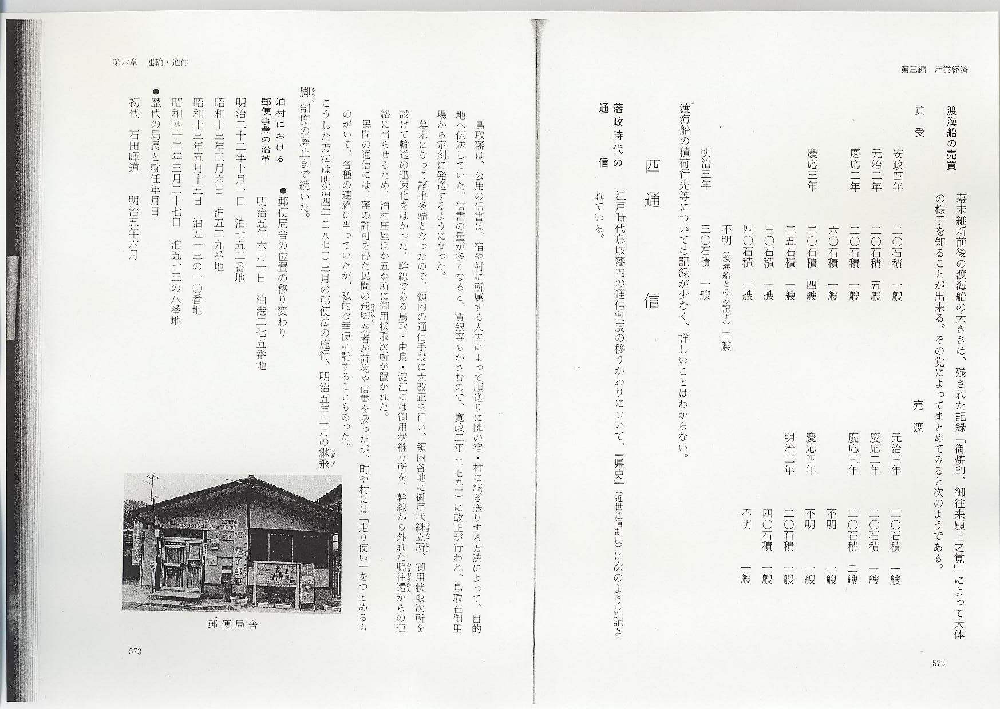 第三編　産業経済
渡海船の売買
幕末維新前後の渡海船の大きさは、残された記録「御焼印、御往来願上之覚」によって大体
の様子を知ることが出来る。その覚によってまとめてみると次のようである。
買　受
売　渡
安政四年　二〇石積　一艘
元治三年　二〇石積　一艘
元治二年　二〇石積　五艘
慶応二年　二〇石積　一艘
慶応二年　二〇石積　一艘
慶応三年　二〇石積　二艘
六〇石積　一艘
不明　一艘
慶応三年　二〇石積　四艘
慶応四年　不明　一艘
二五石積　一艘
明治二年　二〇石積　一艘
三〇石積　一艘
四〇石積　一艘
四〇石積　一艘
不明　一艘
不明（渡海船とのみ記す）二艘
明治三年　三〇石積　一艘
渡海船の積荷行先等については記録が少なく、詳しいことはわからない。
四　通　信
藩政時代の
通　信
江戸時代鳥取藩内の通信制度の移りかわりについて、『県史』（近世通信制度）に次のように記さ
れている。
572
第六章　運輸・通信
鳥取藩は、公用の信書は、宿や村に所属する人夫によって順送りに隣の宿・村に継ぎ送りする方法によって、目的
地へ伝送していた。信書の量が多くなると、賃銀等もかさむので、寛政三年（一七九一）に改正が行われ、鳥取在御用
場から定刻に発送するようになった。
幕末になって諸事多端となったので、領内の通信手段に大改正を行い、領内各地に御用状継立所、御用状取次所を
設けて輸送の迅速化をはかった。幹線である鳥取・由良・淀江には御用状継立所を、幹線から外れた脇往還からの連
絡に当らせるため、泊村庄屋ほか五か所に御用状取次所が置かれた。
民間の通信には、藩の許可を得た民間の飛脚業者が荷物や信書を扱ったが、町や村には「走り使い」をつとめるも
のがいて、各種の連絡に当っていたが、私的な幸便に託することもあった。
こうした方法は明治四年（一八七一）三月の郵便法の施行、明治五年二月の継飛
脚制度の廃止まで続いた。
泊村における
郵便事業の沿革
●郵便局舎の位置の移り変わり
明治五年六月一日　泊港二七五番地
明治二十二年十月一日　泊七五二番地
昭和十三年三月六日　泊五二九番地
昭和十三年五月十五日　泊五一三の一〇番地
昭和四十二年三月二十七日　泊五七三の八番地
●歴代の局長と就任年月日
初代　石田暉道　明治五年六月
電子郵便
郵便局舎
573